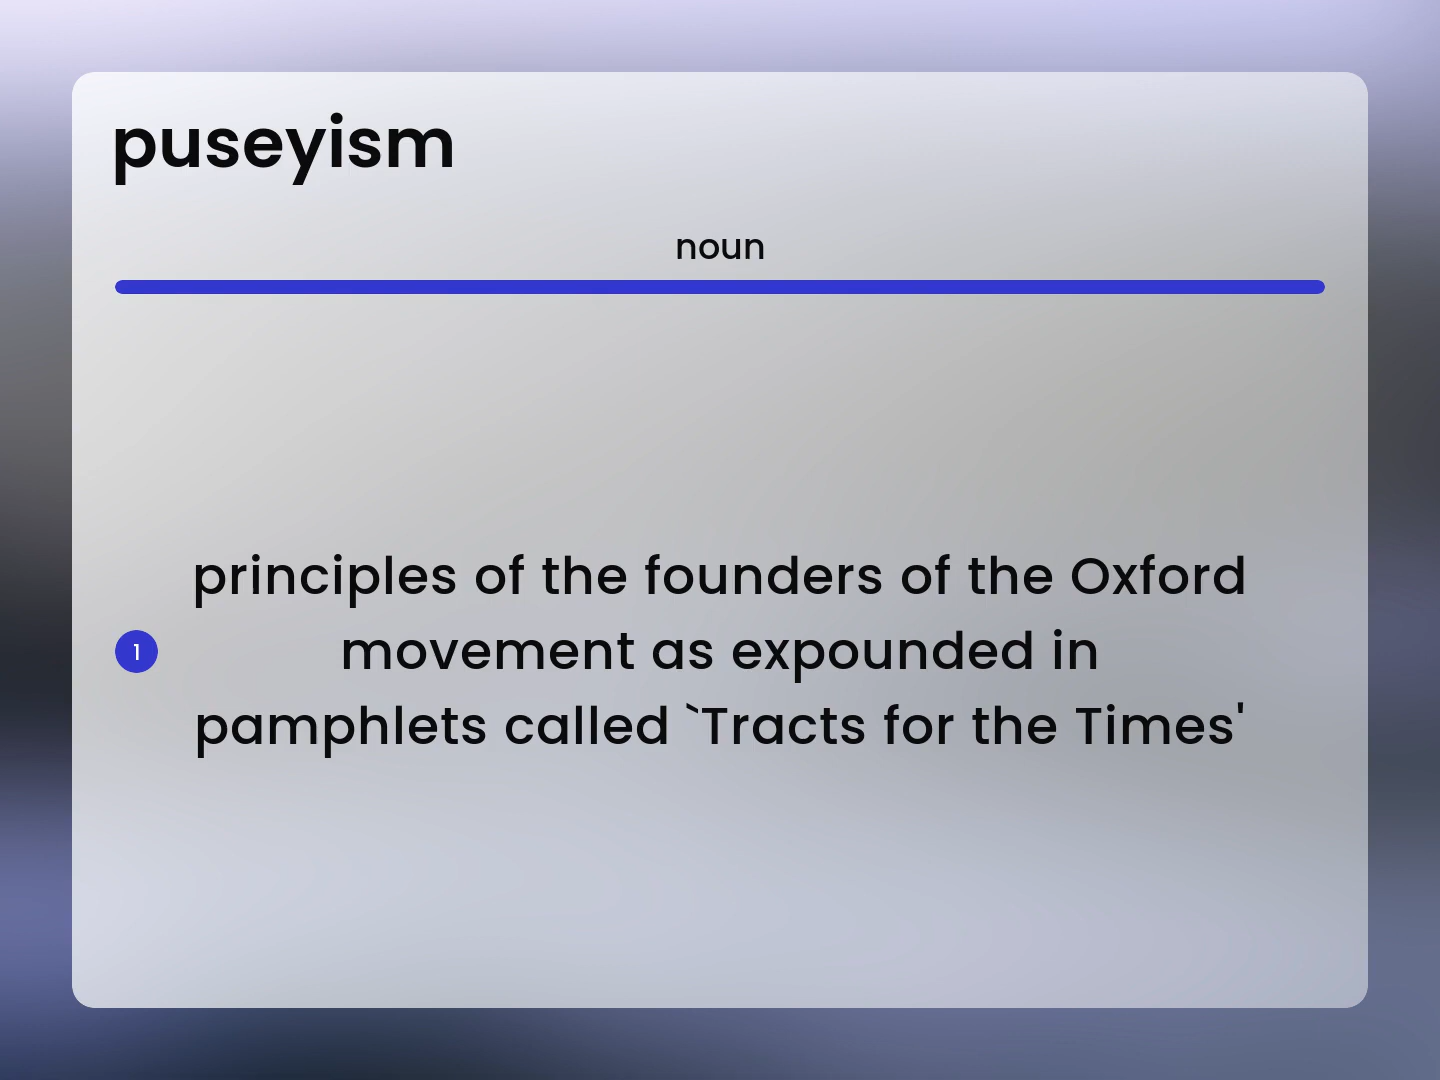 puseyism
noun
1
principles of the founders of the Oxford
movement as expounded in
pamphlets called `Tracts for the Times'